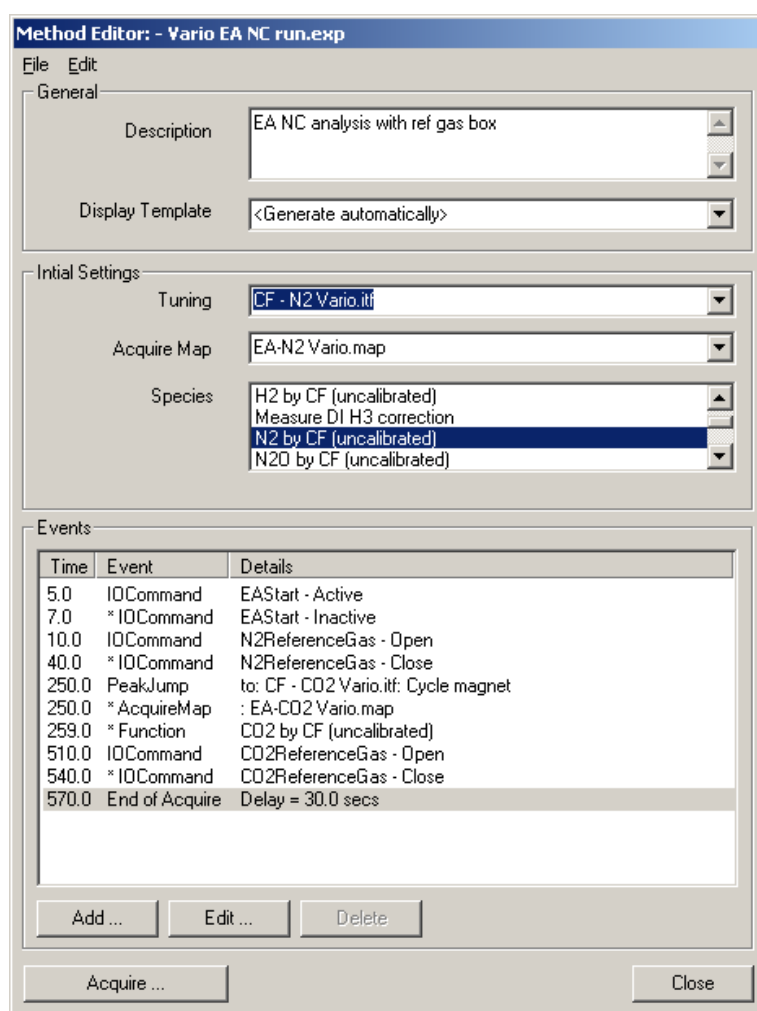 Method Editor: - Vario EA NC run.exp
File Edit
General
Description EA NC analysis with ref gas box
Display Template <Generate automatically>
Intial Settings
Tuning CF - N2 Vario.itf
Acquire Map EA-N2 Vario.map
Species H2 by CF (uncalibrated)
Measure DI H3 correction
N2 by CF (uncalibrated)
N2O by CF (uncalibrated)
Events
Time Event Details
5.0 IOCommand EAStart - Active
7.0 * IOCommand EAStart - Inactive
10.0 IOCommand N2ReferenceGas - Open
40.0 * IOCommand N2ReferenceGas - Close
250.0 PeakJump to: CF - CO2 Vario.itf: Cycle magnet
250.0 * AcquireMap : EA-CO2 Vario.map
259.0 * Function CO2 by CF (uncalibrated)
510.0 IOCommand CO2ReferenceGas - Open
540.0 * IOCommand CO2ReferenceGas - Close
570.0 End of Acquire Delay = 30.0 secs
Add ... Edit ... Delete
Acquire ... Close